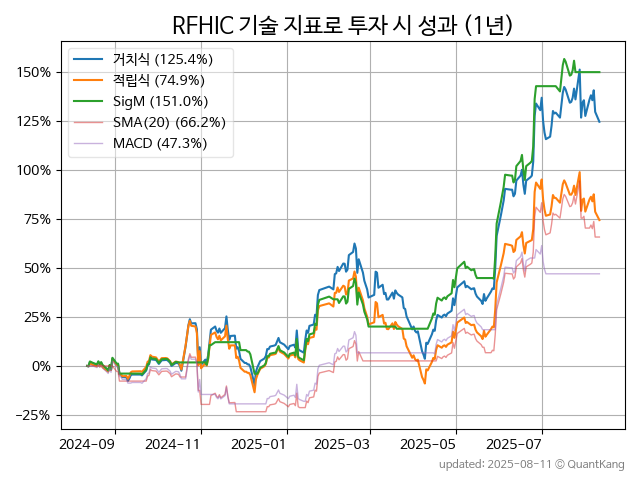 RFHIC 기술 지표로 투자 시 성과 (1년)
거치식 (125.4%)
적립식 (74.9%)
SigM (151.0%)
SMA(20) (66.2%)
MACD (47.3%)
150%
125%
100%
75%
50%
25%
0%
−25%
2024-09 2024-11 2025-01 2025-03 2025-05 2025-07
updated: 2025-08-11 © QuantKang